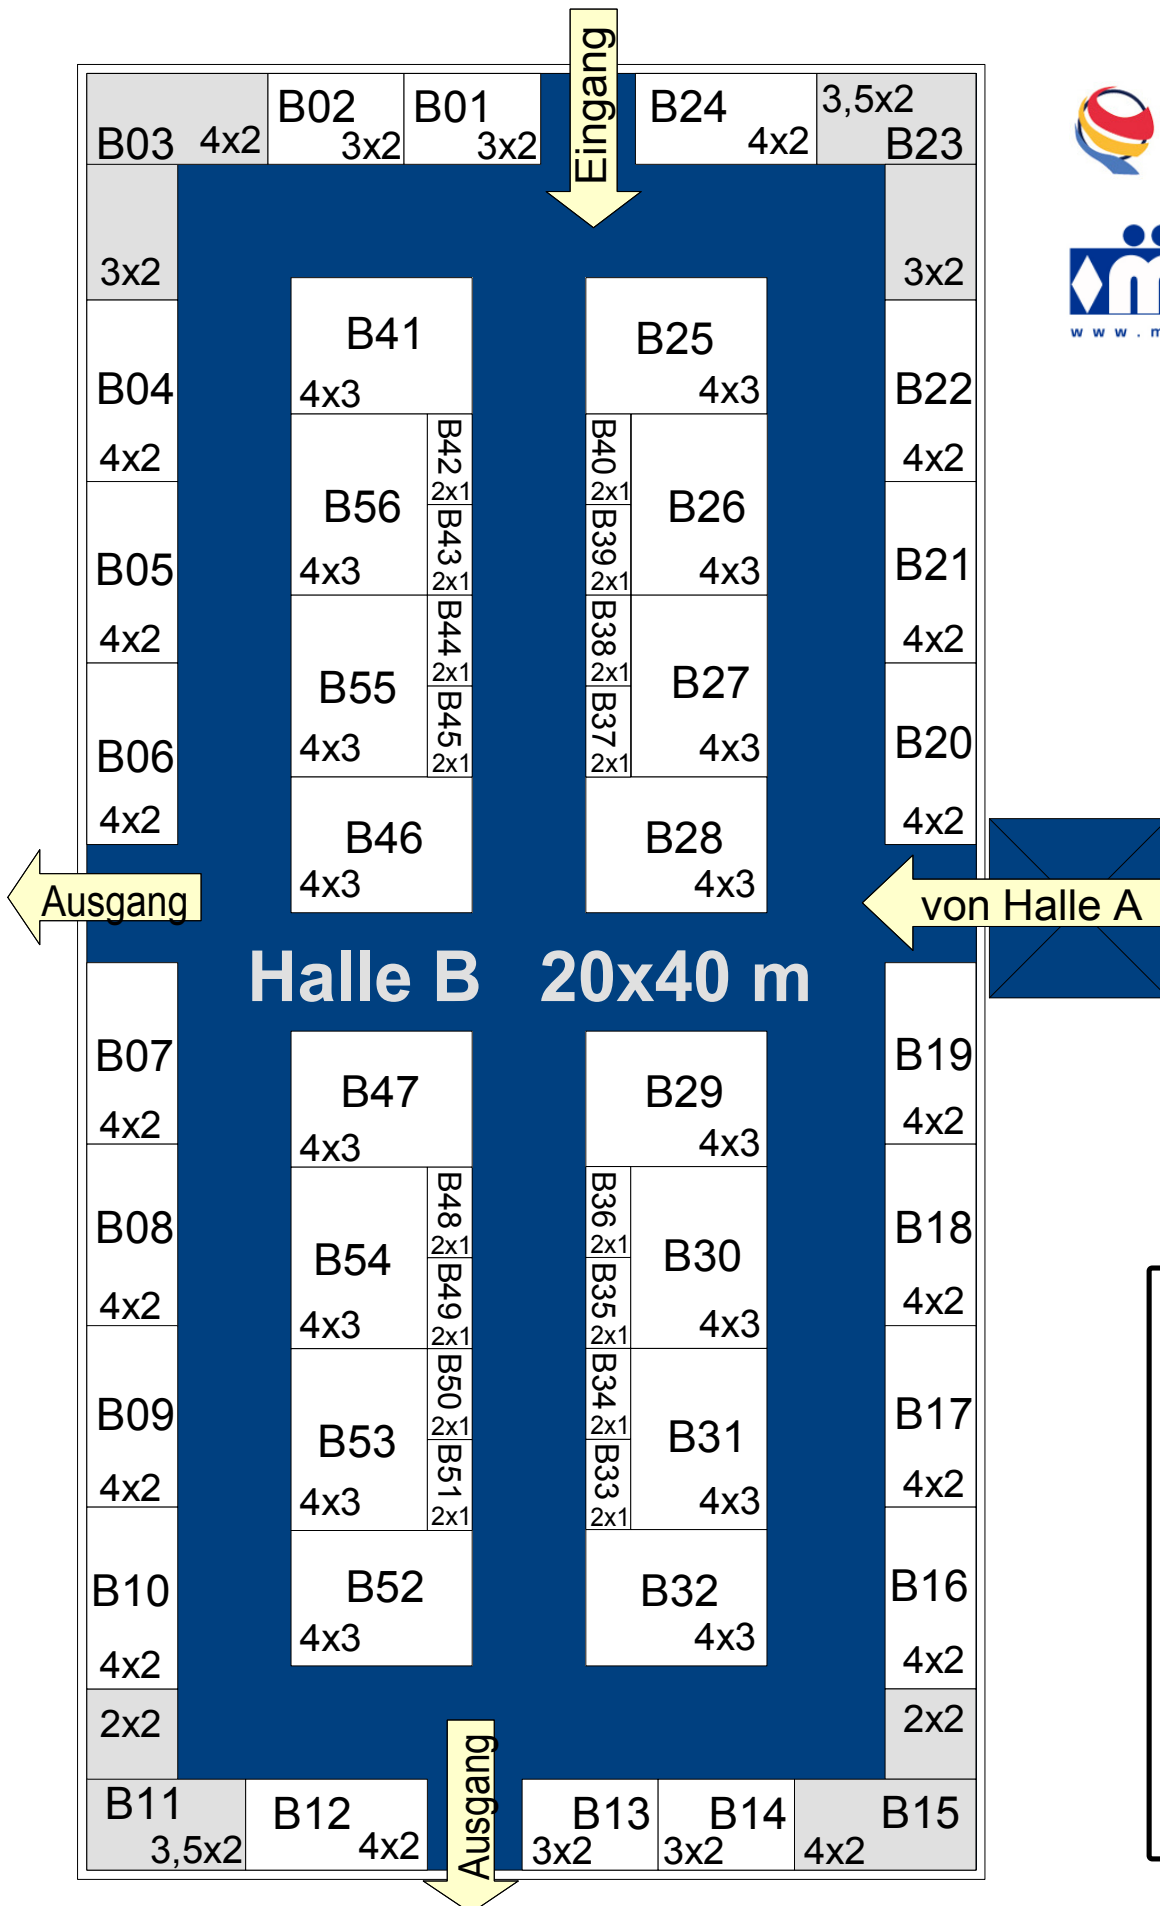 Eingang
B03 4x2
B02 3x2
B01 3x2
B24 4x2
3,5x2 B23
3x2
3x2
B04 4x2
B05 4x2
B06 4x2
B41 4x3
B42 2x1
B56 4x3
B43 2x1
B44 2x1
B55 4x3
B45 2x1
B46 4x3
B25 4x3
B40 2x1
B26 4x3
B39 2x1
B38 2x1
B27 4x3
B37 2x1
B28 4x3
B22 4x2
B21 4x2
B20 4x2
www.m
Ausgang
von Halle A
Halle B 20x40 m
B07 4x2
B08 4x2
B09 4x2
B10 4x2
2x2
B47 4x3
B48 2x1
B54 4x3
B49 2x1
B50 2x1
B53 4x3
B51 2x1
B52 4x3
B29 4x3
B36 2x1
B30 4x3
B35 2x1
B34 2x1
B31 4x3
B33 2x1
B32 4x3
B19 4x2
B18 4x2
B17 4x2
B16 4x2
2x2
B11 3,5x2
B12 4x2
Ausgang
B13 3x2
B14 3x2
B15 4x2